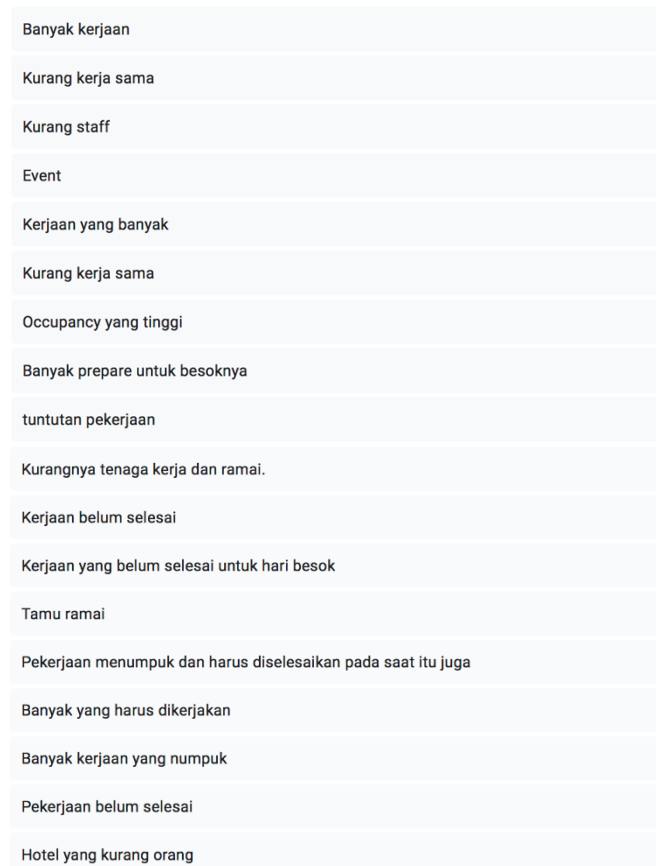 Banyak kerjaan
Kurang kerja sama
Kurang staff
Event
Kerjaan yang banyak
Kurang kerja sama
Occupancy yang tinggi
Banyak prepare untuk besoknya
tuntutan pekerjaan
Kurangnya tenaga kerja dan ramai.
Kerjaan belum selesai
Kerjaan yang belum selesai untuk hari besok
Tamu ramai
Pekerjaan menumpuk dan harus diselesaikan pada saat itu juga
Banyak yang harus dikerjakan
Banyak kerjaan yang numpuk
Pekerjaan belum selesai
Hotel yang kurang orang